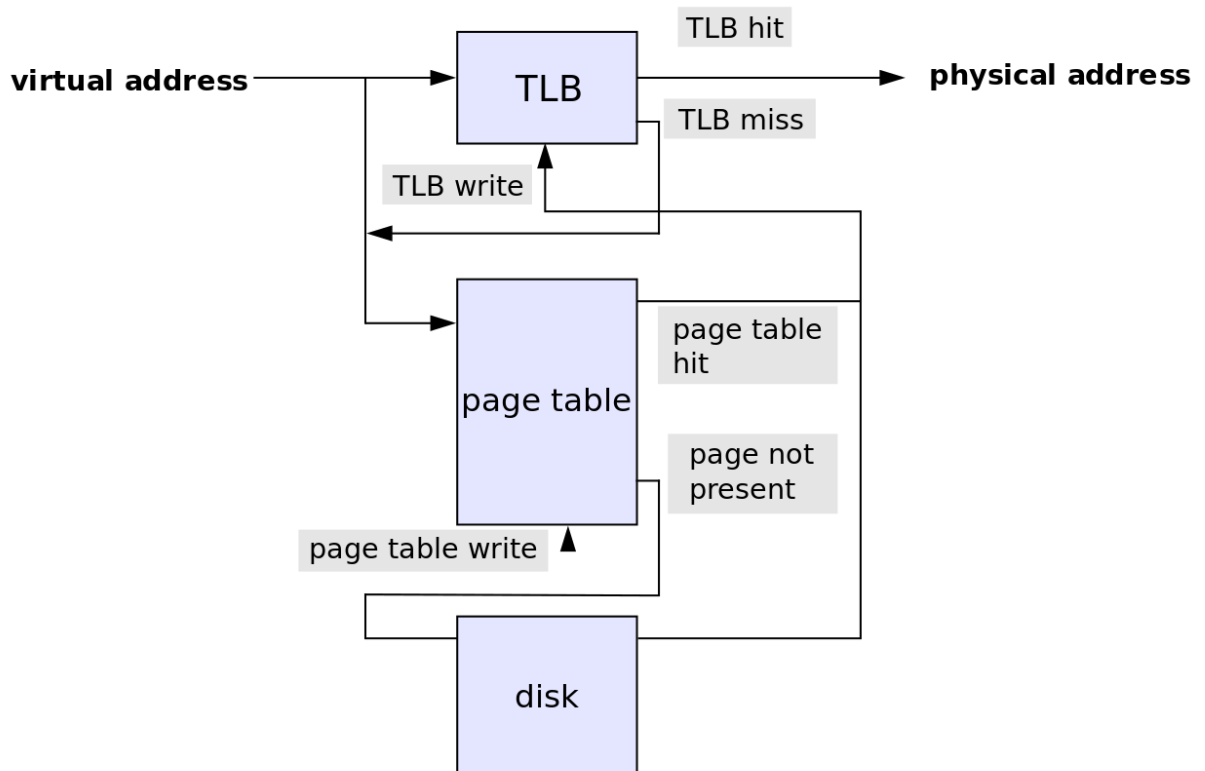 TLB hit
virtual address
TLB
physical address
TLB miss
TLB write
page table
hit
page table
page not
present
page table write
disk